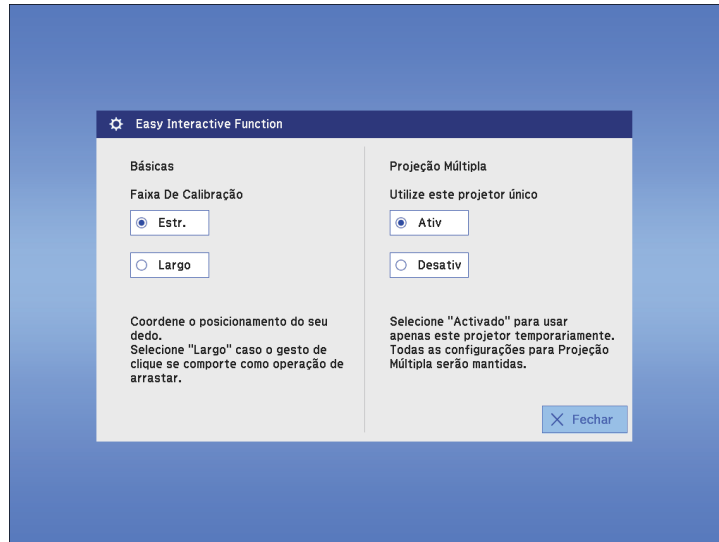 Easy Interactive Function
Básicas
Faixa De Calibração
Estr.
Largo
Coordene o posicionamento do seu
dedo.
Selecione "Largo" caso o gesto de
clique se comporte como operação de
arrastar.
Projeção Múltipla
Utilize este projetor único
Ativ
Desativ
Selecione "Activado" para usar
apenas este projetor temporariamente.
Todas as configurações para Projeção
Múltipla serão mantidas.
Fechar